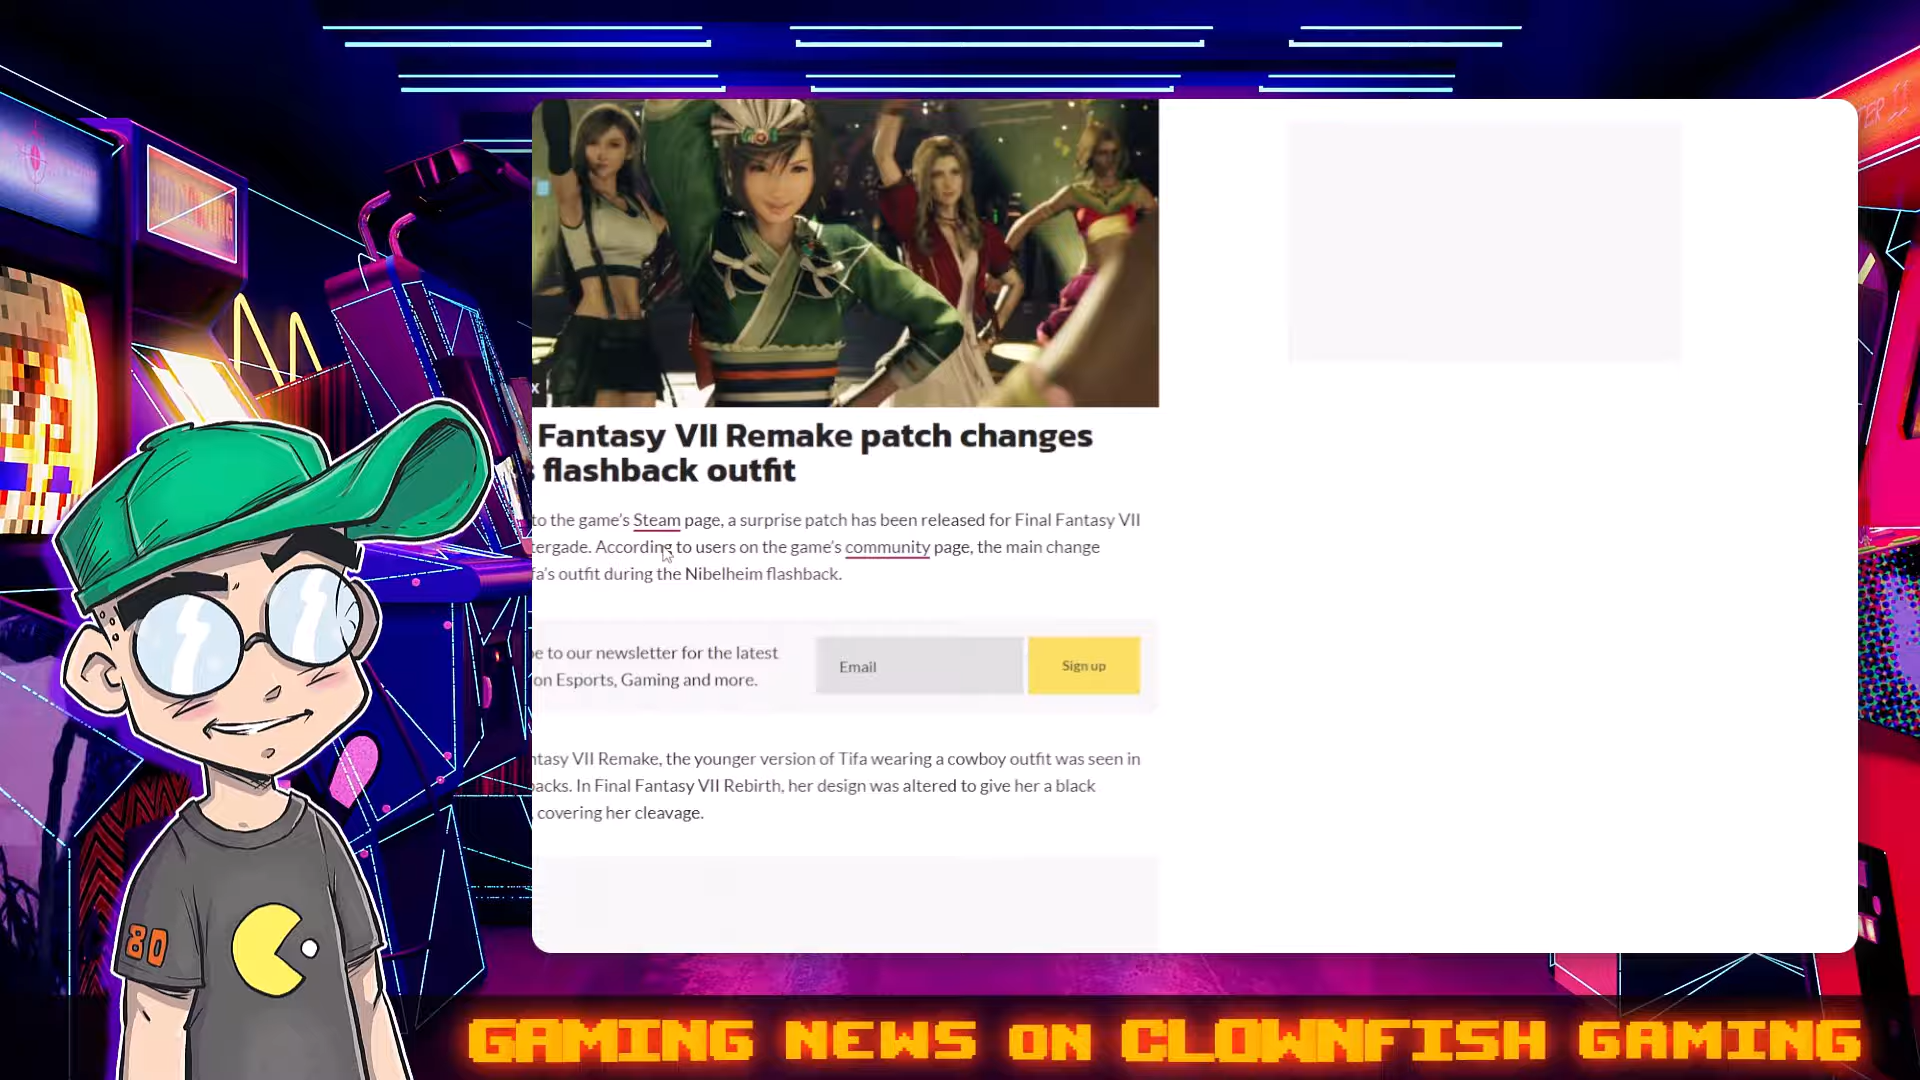 Fantasy VII Remake patch changes
flashback outfit
to the game's Steam page, a surprise patch has been released for Final Fantasy VII
According to users on the game's community page, the main change
outfit during the Nibelheim flashback.
to our newsletter for the latest
on Esports, Gaming and more.
Email
Sign up
VII Remake, the younger version of Tifa wearing a cowboy outfit was seen in
In Final Fantasy VII Rebirth, her design was altered to give her a black
covering her cleavage.
80
GAMING NEWS ON CLOWNFISH GAMING